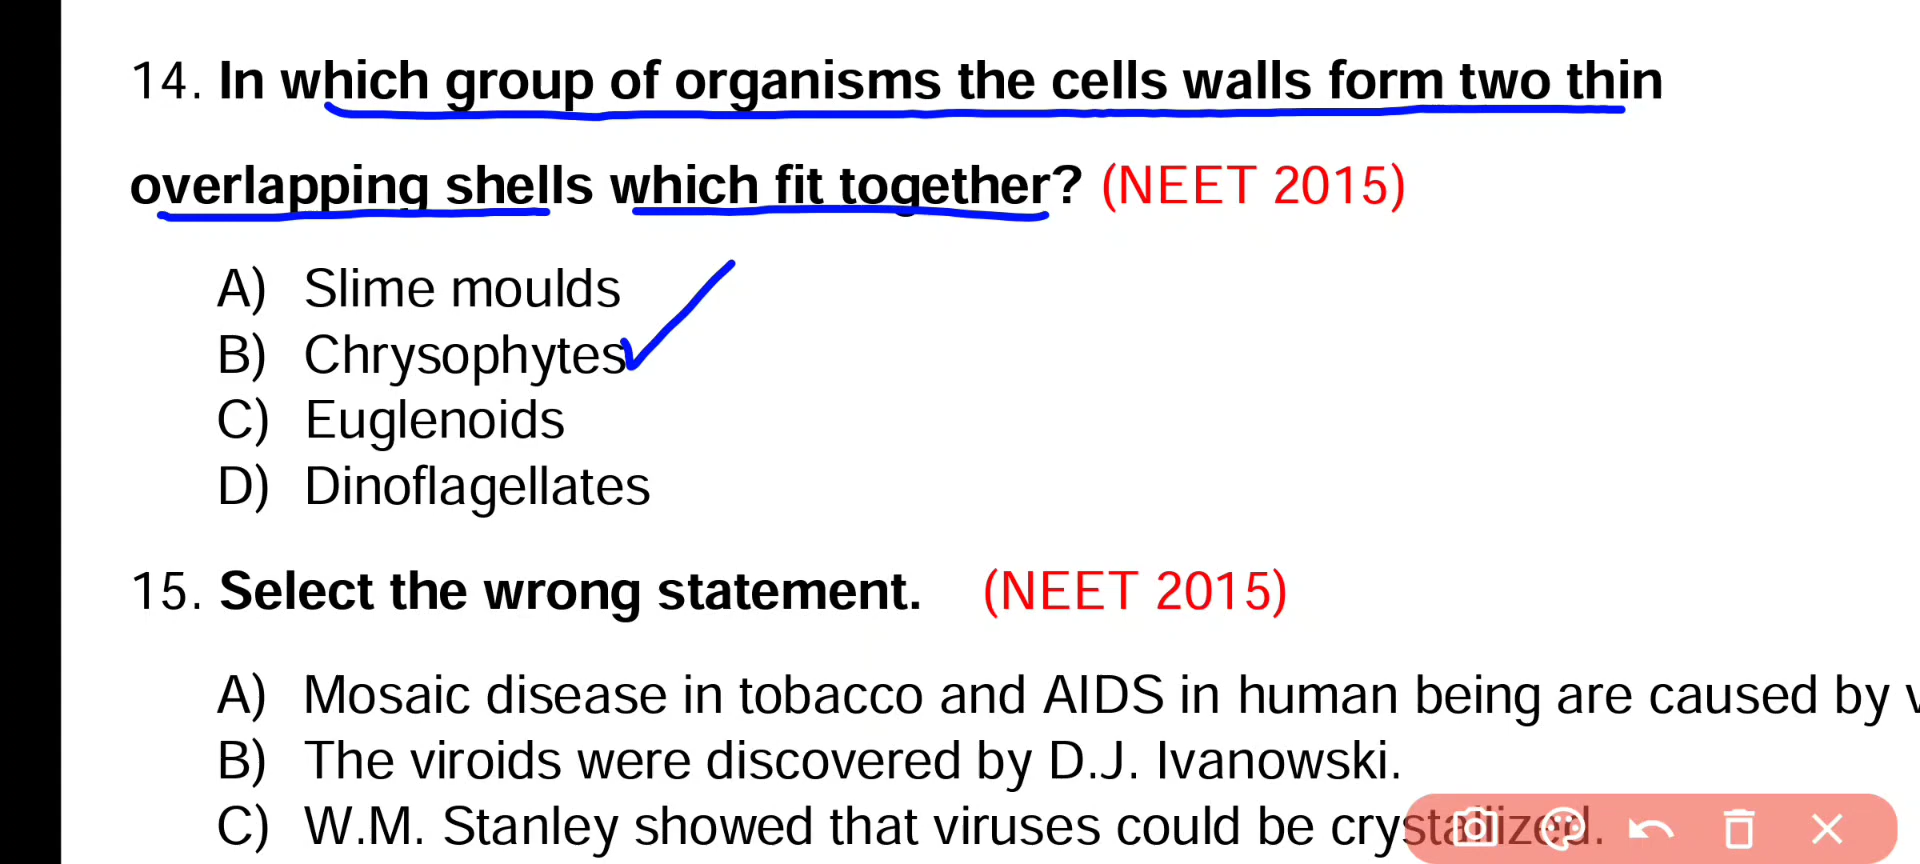 14. In which group of organisms the cells walls form two thin
overlapping shells which fit together? (NEET 2015)
A) Slime moulds
B) Chrysophytes
C) Euglenoids
D) Dinoflagellates
15. Select the wrong statement. (NEET 2015)
A) Mosaic disease in tobacco and AIDS in human being are caused by
B) The viroids were discovered by D.J. Ivanowski.
C) W.M. Stanley showed that viruses could be crystallized.